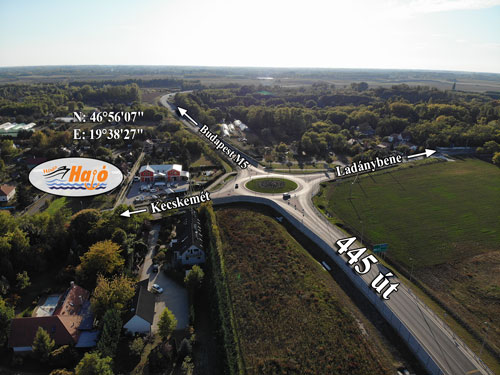 N: 46°56'07"
E: 19°38'27"
Hajó
Budapest, M5
Ladánybene
Kecskemét
445 út